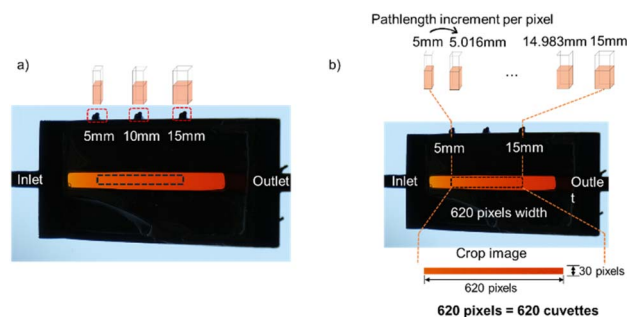 a)
5mm 10mm 15mm
Inlet
Outlet
b)
Pathlength increment per pixel
5mm 5.016mm ... 14.983mm 15mm
5mm 15mm
Inlet
Outle
t
620 pixels width
Crop image
30 pixels
620 pixels
620 pixels = 620 cuvettes